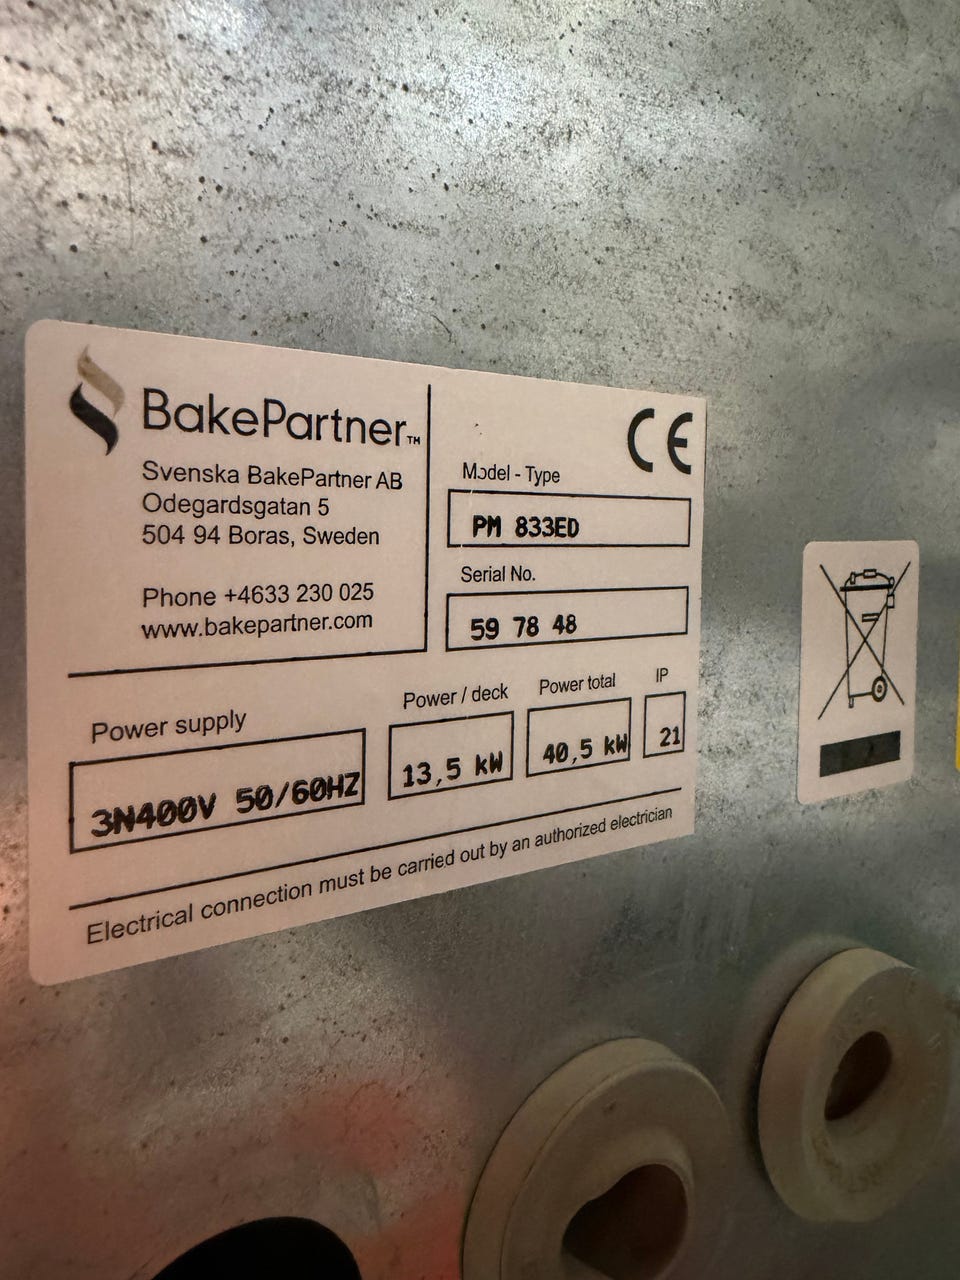 BakePartner™
Svenska BakePartner AB
Odegardsgatan 5
504 94 Boras, Sweden
Phone +4633 230 025
www.bakepartner.com
CE
Model - Type
PM 833ED
Serial No.
59 78 48
Power supply
3N400V 50/60HZ
Power / deck
13,5 kW
Power total
40,5 kW
IP
21
Electrical connection must be carried out by an authorized electrician